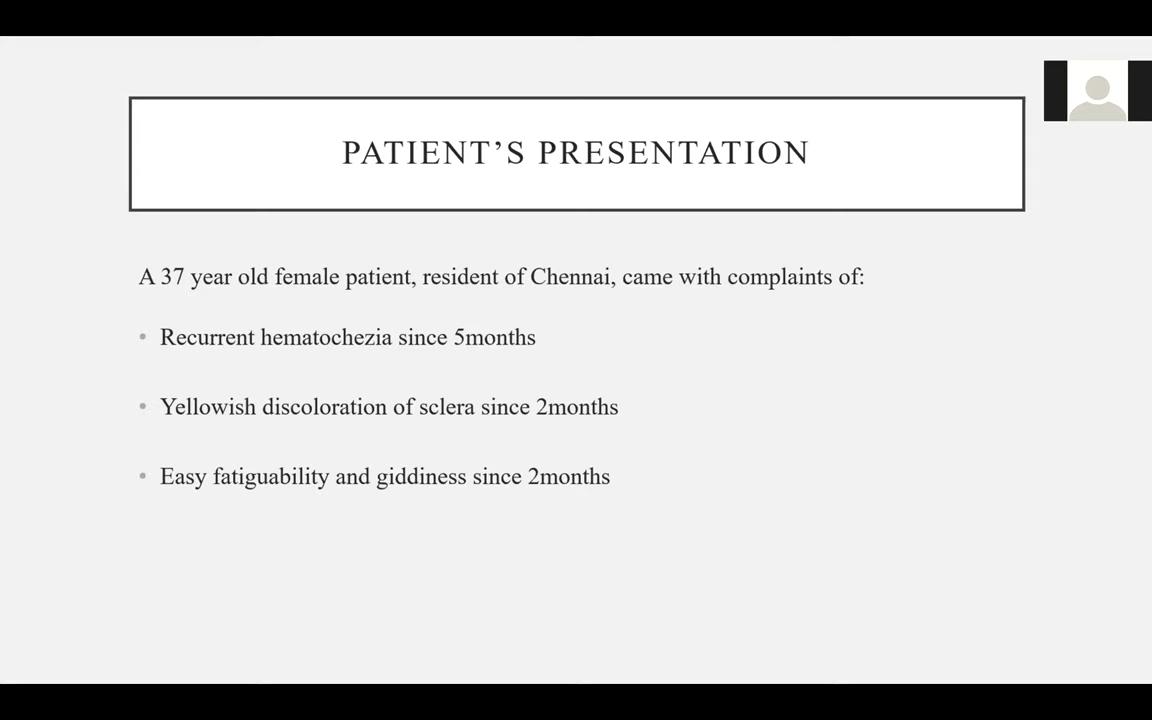 PATIENT’S PRESENTATION
A 37 year old female patient, resident of Chennai, came with complaints of:
• Recurrent hematochezia since 5months
• Yellowish discoloration of sclera since 2months
• Easy fatiguability and giddiness since 2months